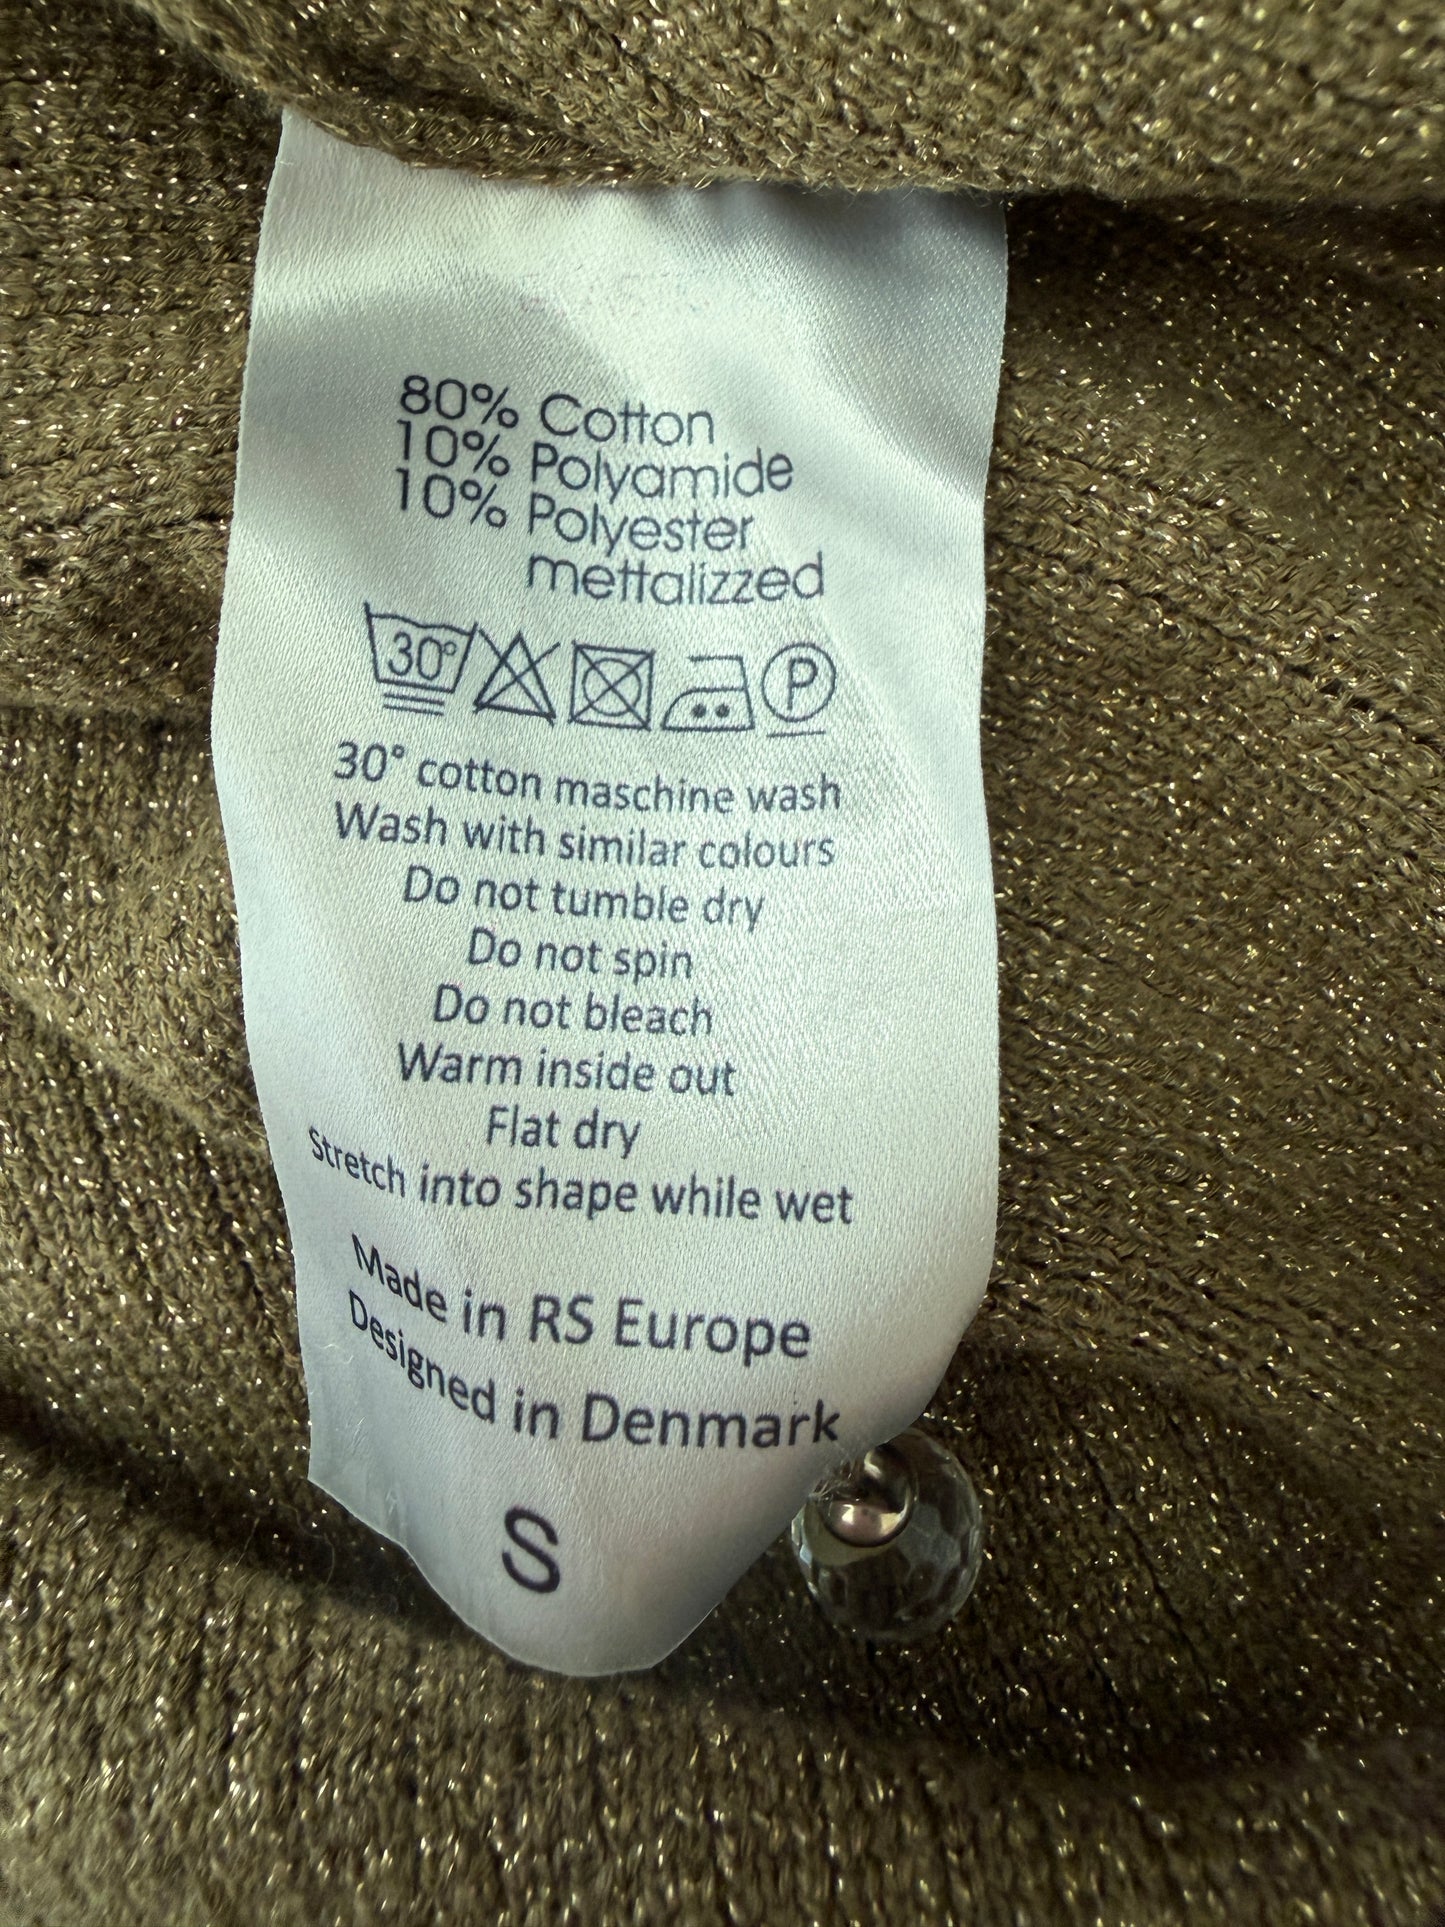 80% Cotton
10% Polyamide
10% Polyester
mettalizzed
30° P
30° cotton maschine wash
Wash with similar colours
Do not tumble dry
Do not spin
Do not bleach
Warm inside out
Flat dry
Stretch into shape while wet
Made in RS Europe
Designed in Denmark
S